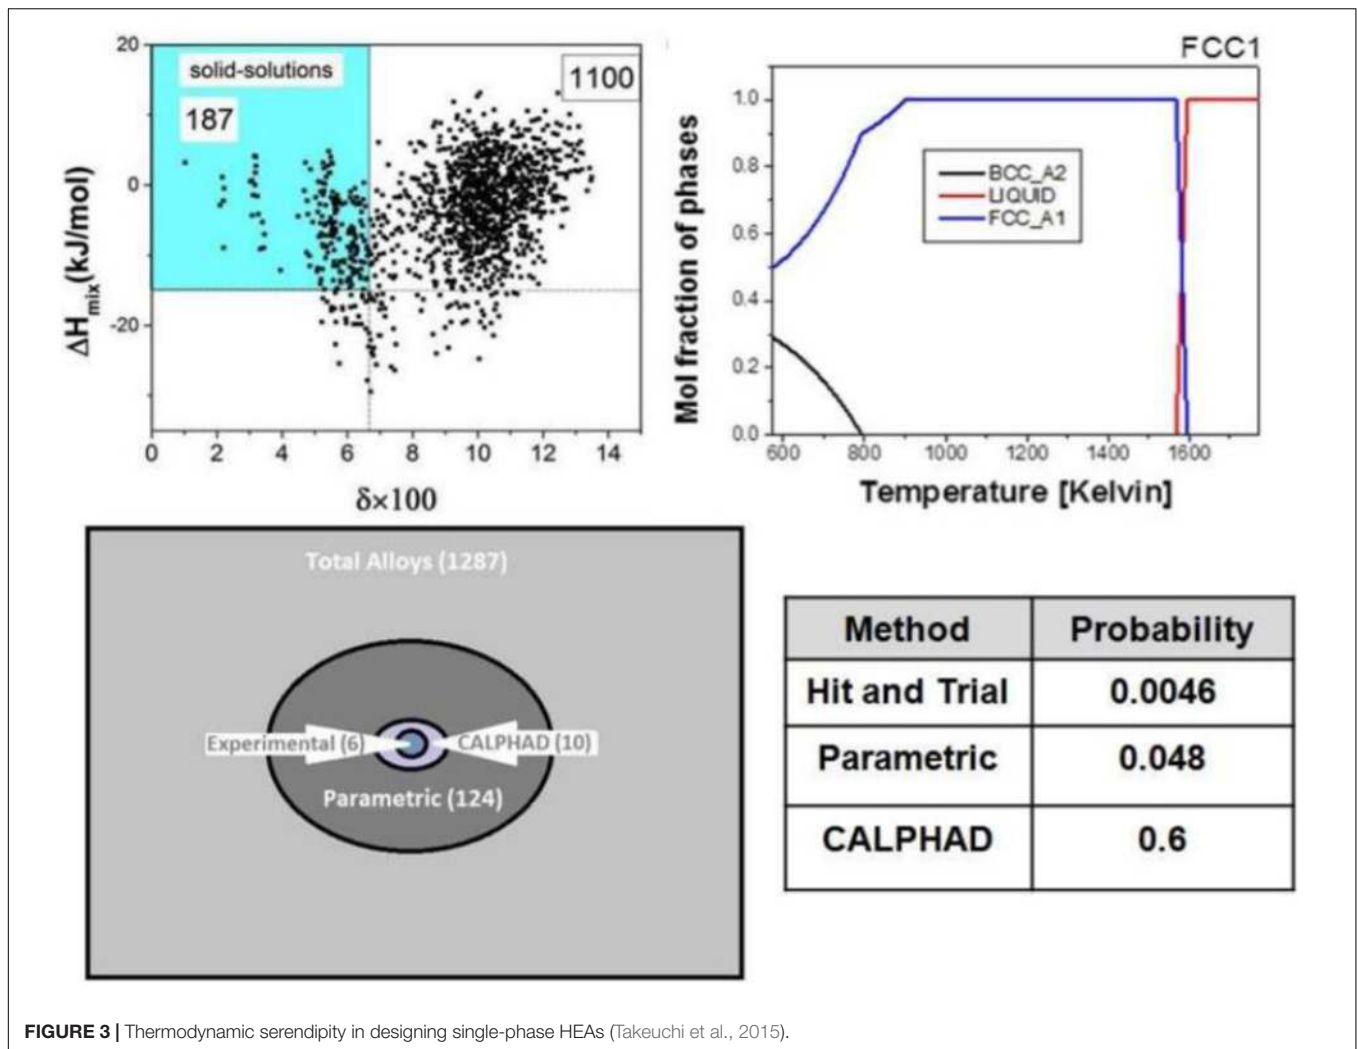 20
0
-20
ΔHmix(kJ/mol)
solid-solutions
187
1100
0 2 4 6 8 10 12 14
δ×100
FCC1
Mol fraction of phases
1.0
0.8
0.6
0.4
0.2
0.0
BCC_A2
LIQUID
FCC_A1
600 800 1000 1200 1400 1600
Temperature [Kelvin]
Total Alloys (1287)
Experimental (6) CALPHAD (10)
Parametric (124)
Method Probability
Hit and Trial 0.0046
Parametric 0.048
CALPHAD 0.6
FIGURE 3 | Thermodynamic serendipity in designing single-phase HEAs (Takeuchi et al., 2015).